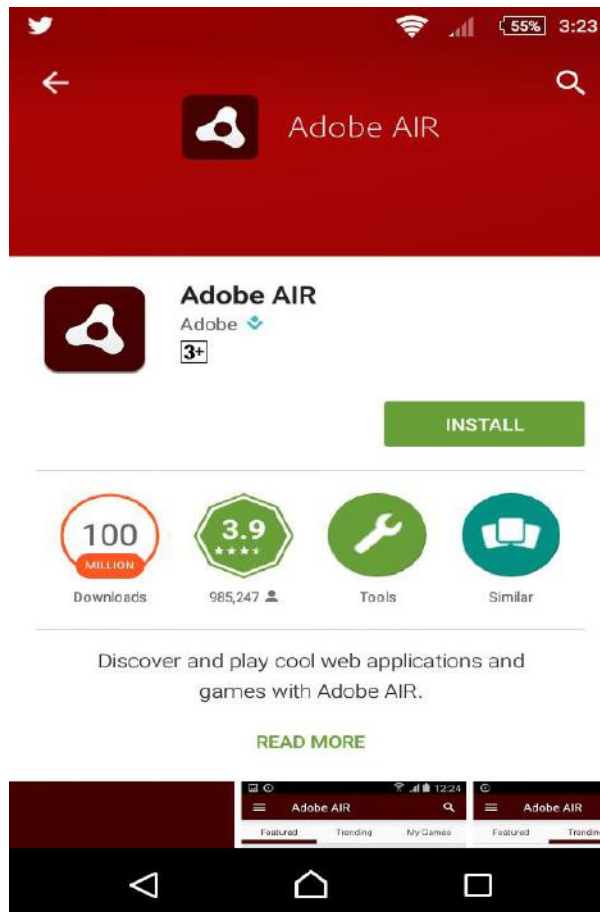 55% 3:23
Adobe AIR
Adobe AIR
Adobe
3+
INSTALL
100
MILLION
Downloads
3.9
985,247
Tools
Similar
Discover and play cool web applications and
games with Adobe AIR.
READ MORE
12:24
Adobe AIR
Featured Trending My Games
Adobe AIR
Featured Trendin